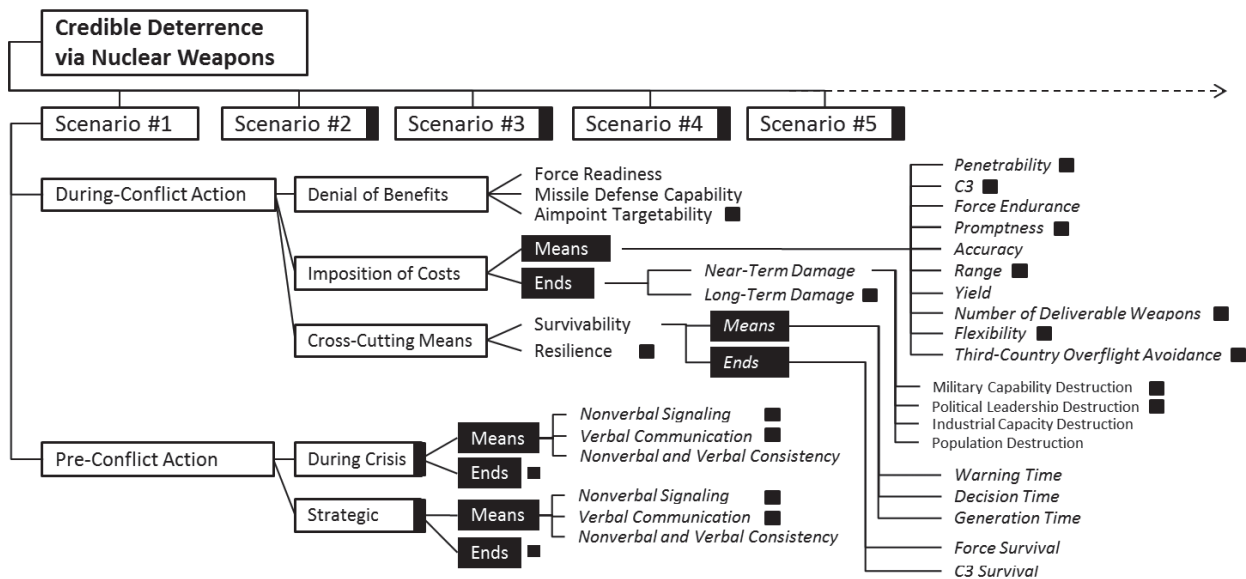 Credible Deterrence
via Nuclear Weapons
Scenario #1
Scenario #2
Scenario #3
Scenario #4
Scenario #5
During-Conflict Action
Denial of Benefits
Force Readiness
Missile Defense Capability
Aimpoint Targetability
Imposition of Costs
Means
Ends
Near-Term Damage
Long-Term Damage
Penetrability
C3
Force Endurance
Promptness
Accuracy
Range
Yield
Number of Deliverable Weapons
Flexibility
Third-Country Overflight Avoidance
Military Capability Destruction
Political Leadership Destruction
Industrial Capacity Destruction
Population Destruction
Cross-Cutting Means
Survivability
Resilience
Means
Ends
Warning Time
Decision Time
Generation Time
Force Survival
C3 Survival
Pre-Conflict Action
During Crisis
Means
Ends
Nonverbal Signaling
Verbal Communication
Nonverbal and Verbal Consistency
Strategic
Means
Ends
Nonverbal Signaling
Verbal Communication
Nonverbal and Verbal Consistency